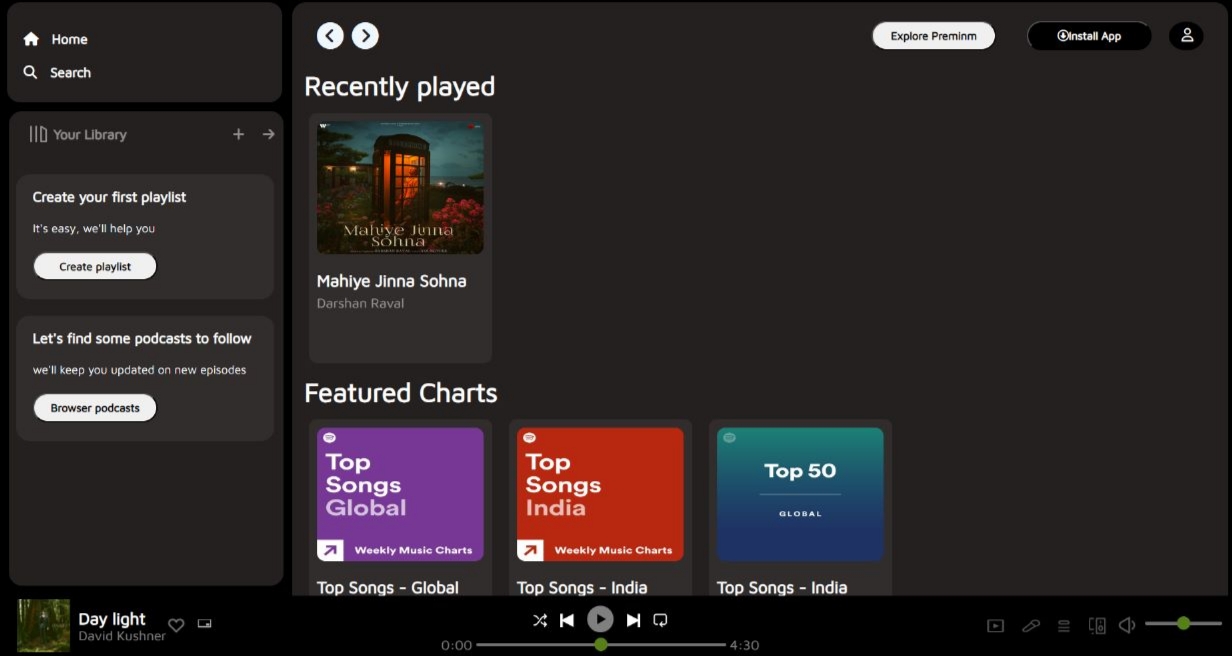 Home
Search
Your Library
Create your first playlist
It's easy, we'll help you
Create playlist
Let's find some podcasts to follow
we'll keep you updated on new episodes
Browser podcasts
Explore Preminm
Install App
Recently played
Mahiye Jinna
Sohna
Mahiye Jinna Sohna
Darshan Raval
Featured Charts
Top
Songs
Global
Weekly Music Charts
Top Songs - Global
Top
Songs
India
Weekly Music Charts
Top Songs - India
Top 50
GLOBAL
Top Songs - India
Day light
David Kushner
0:00
4:30